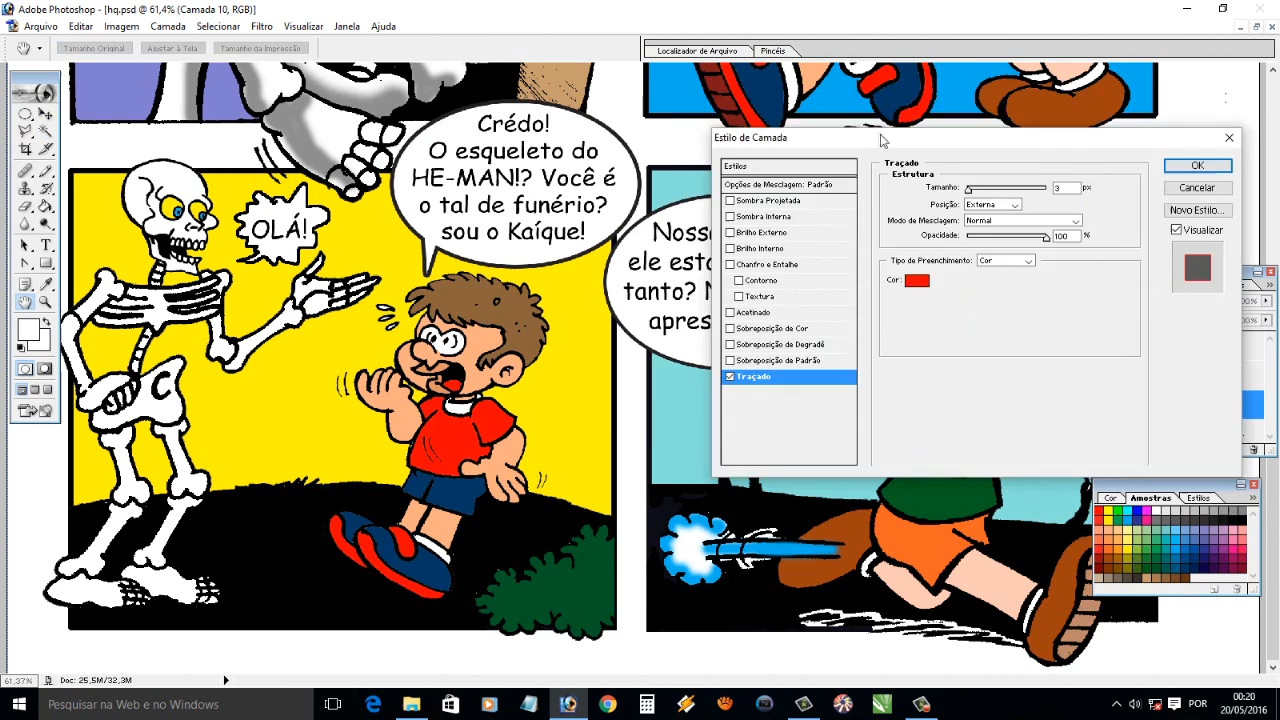 Adobe Photoshop - [hq.psd @ 61,4% (Camada 10, RGB)]
Arquivo Editar Imagem Camada Selecionar Filtro Visualizar Janela Ajuda
Tamanho Original Ajustar à Tela Tamanho da Impressão
Localizador de Arquivo Pincéis
Crédo!
O esqueleto do
HE-MAN!? Você é
o tal de funério?
sou o Kaíque!
OLÁ!
Noss
ele esta
tanto?
apres
Estilo de Camada
Estilos
Opções de Mesclagem: Padrão
Sombra Projetada
Sombra Interna
Brilho Externo
Brilho Interno
Chanfro e Entalhe
Contorno
Textura
Acetinado
Sobreposição de Cor
Sobreposição de Degradê
Sobreposição de Padrão
Traçado
Traçado
Estrutura
Tamanho: 3 px
Posição: Externa
Modo de Mesclagem: Normal
Opacidade: 100 %
Tipo de Preenchimento: Cor
Cor:
OK
Cancelar
Novo Estilo...
Visualizar
Cor Amostras Estilos
61,37% Doc: 25,5M/32,3M
Pesquisar na Web e no Windows
POR
00:20
20/05/2016